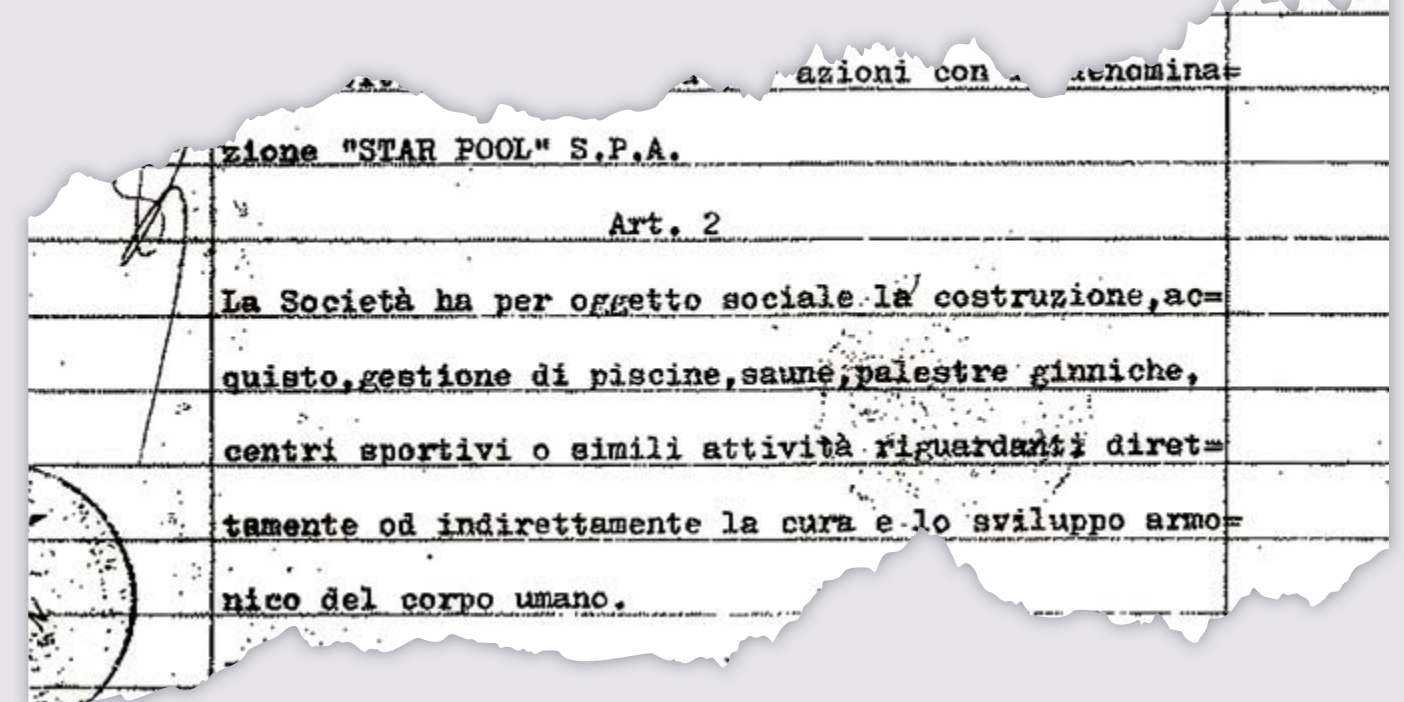 azioni con denomina=
zione "STAR POOL" S.P.A.
Art. 2
La Società ha per oggetto sociale la costruzione,ac=
quisto,gestione di piscine,saune,palestre ginniche,
centri sportivi o simili attività riguardanti diret=
tamente od indirettamente la cura e lo sviluppo armo=
nico del corpo umano.